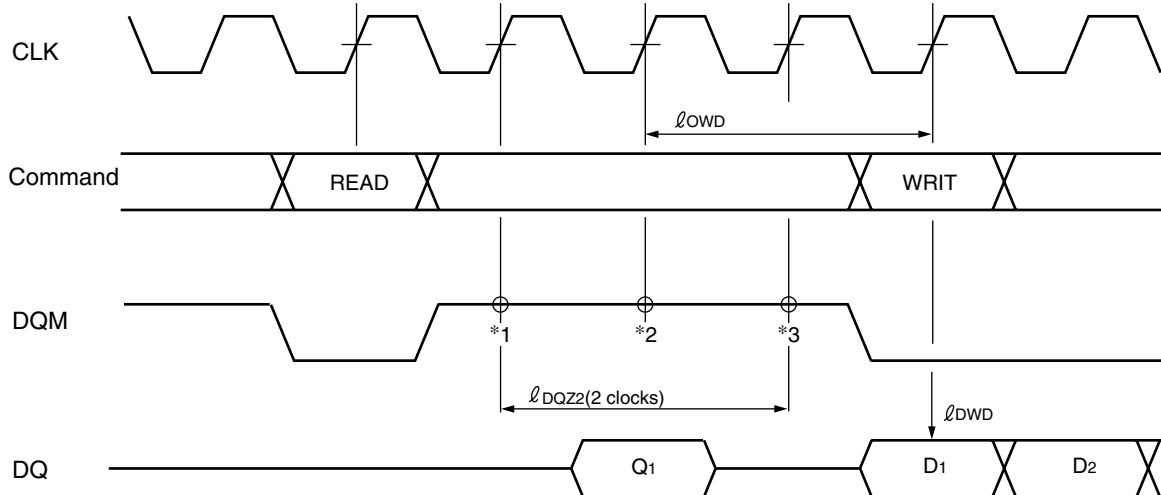 CLK
ℓOWD
Command READ WRIT
DQM
*1 *2 *3
ℓDQZ2(2 clocks)
ℓDWD
DQ Q1 D1 D2